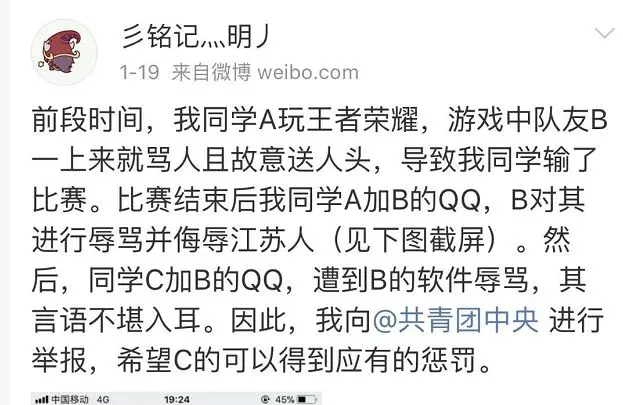 彡铭记灬明丿
1-19 来自微博 weibo.com
前段时间，我同学A玩王者荣耀，游戏中队友B
一上来就骂人且故意送人头，导致我同学输了
比赛。比赛结束后我同学A加B的QQ，B对其
进行辱骂并侮辱江苏人（见下图截屏）。然
后，同学C加B的QQ，遭到B的软件辱骂，其
言语不堪入耳。因此，我向@共青团中央 进行
举报，希望C的可以得到应有的惩罚。
中国移动 4G 19:24 45%